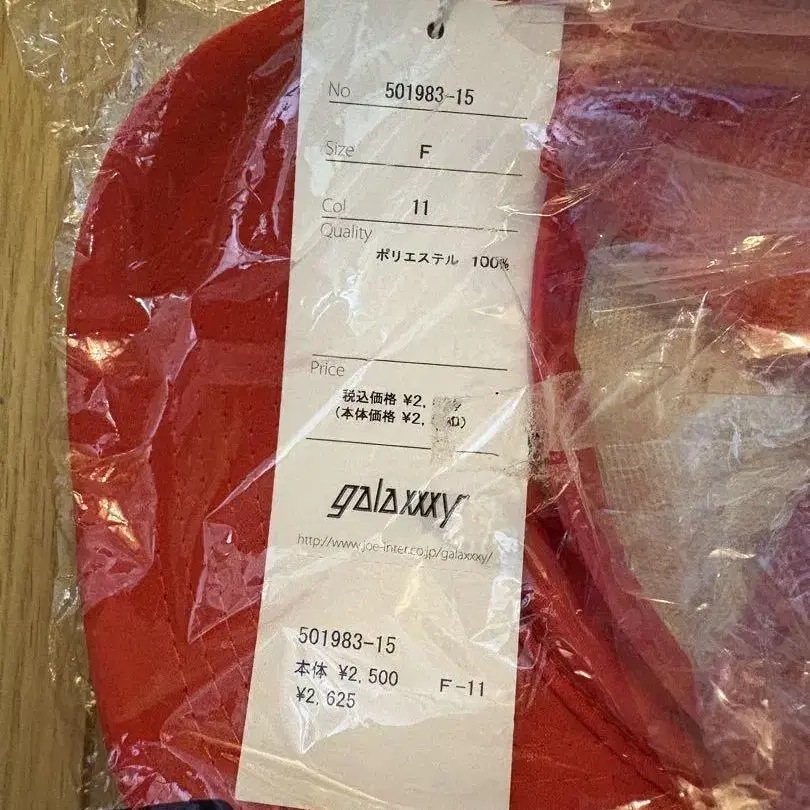 No 501983-15
Size F
Col 11
Quality
ポリエステル 100%
Price
税込価格 ¥2,
(本体価格 ¥2,
galaxxxy
http://www.joe-inter.co.jp/galaxxxy/
501983-15
本体 ¥2,500 F-11
¥2,625